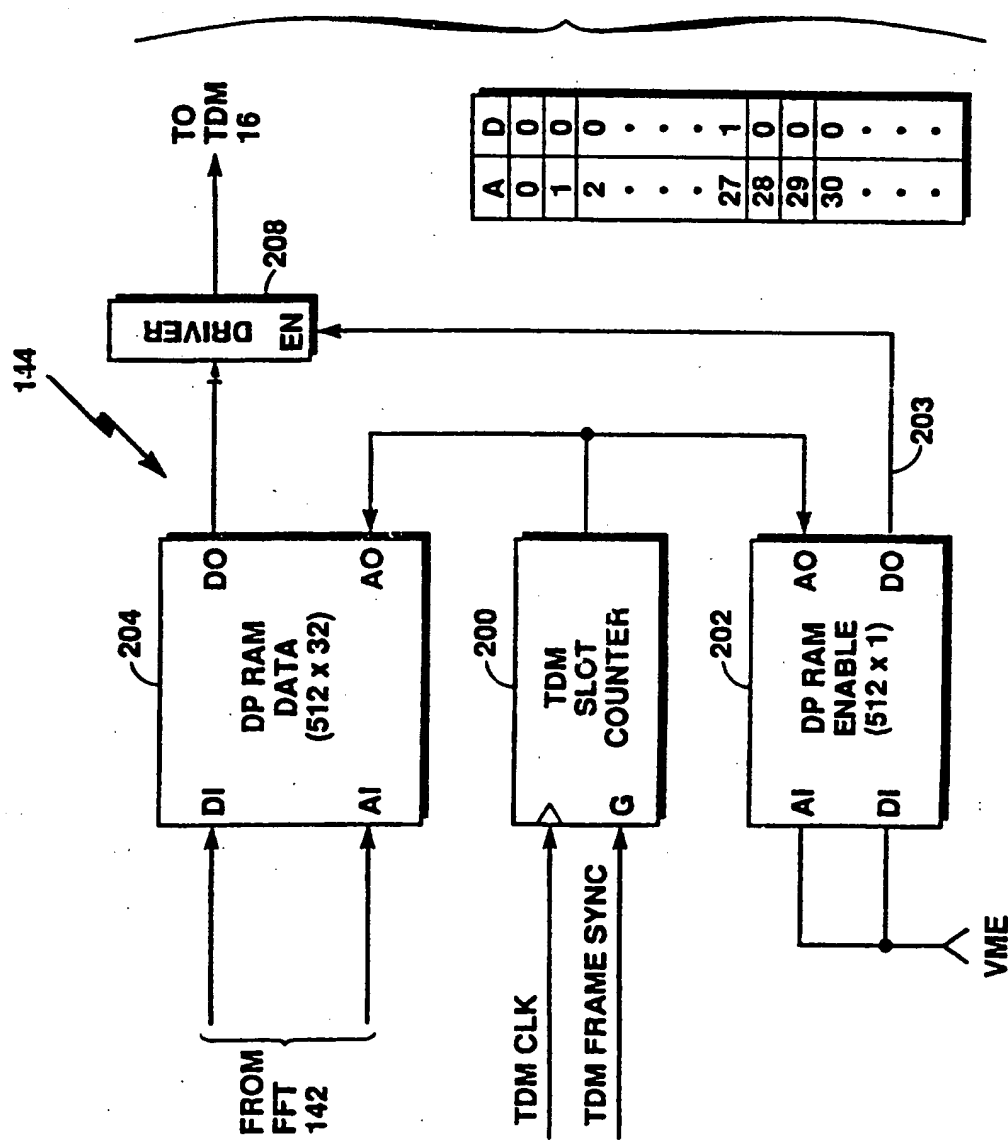 144
FROM
FFT
142
DI
AI
204
DP RAM
DATA
(512 x 32)
DO
AO
DRIVER
EN
208
TO
TDM
16
TDM CLK
TDM FRAME SYNC
G
200
TDM
SLOT
COUNTER
VME
AI
DI
202
DP RAM
ENABLE
(512 x 1)
AO
DO
203
A D
0 0
1 0
2 0
· ·
· ·
· ·
27 1
28 0
29 0
30 0
· ·
· ·
· ·